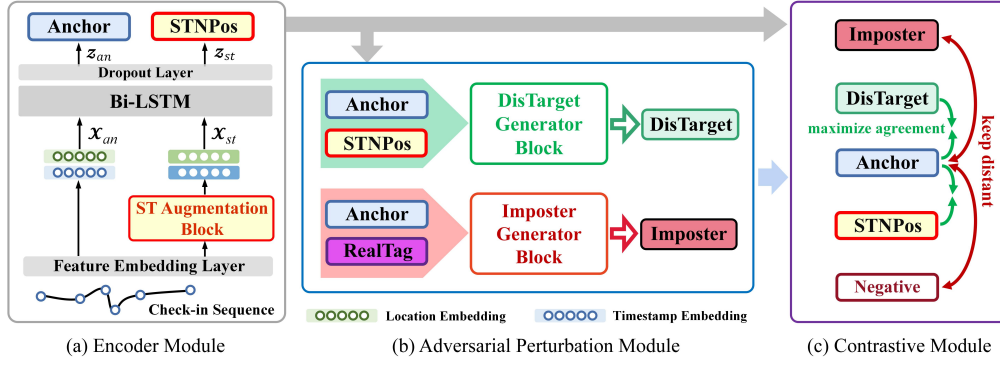 Anchor
STNPos
z_an
z_st
Dropout Layer
Bi-LSTM
x_an
x_st
ST Augmentation
Block
Feature Embedding Layer
Check-in Sequence
(a) Encoder Module
Anchor
STNPos
DisTarget
Generator
Block
DisTarget
Anchor
RealTag
Imposter
Generator
Block
Imposter
Location Embedding
Timestamp Embedding
(b) Adversarial Perturbation Module
Imposter
DisTarget
maximize agreement
Anchor
STNPos
Negative
keep distant
(c) Contrastive Module